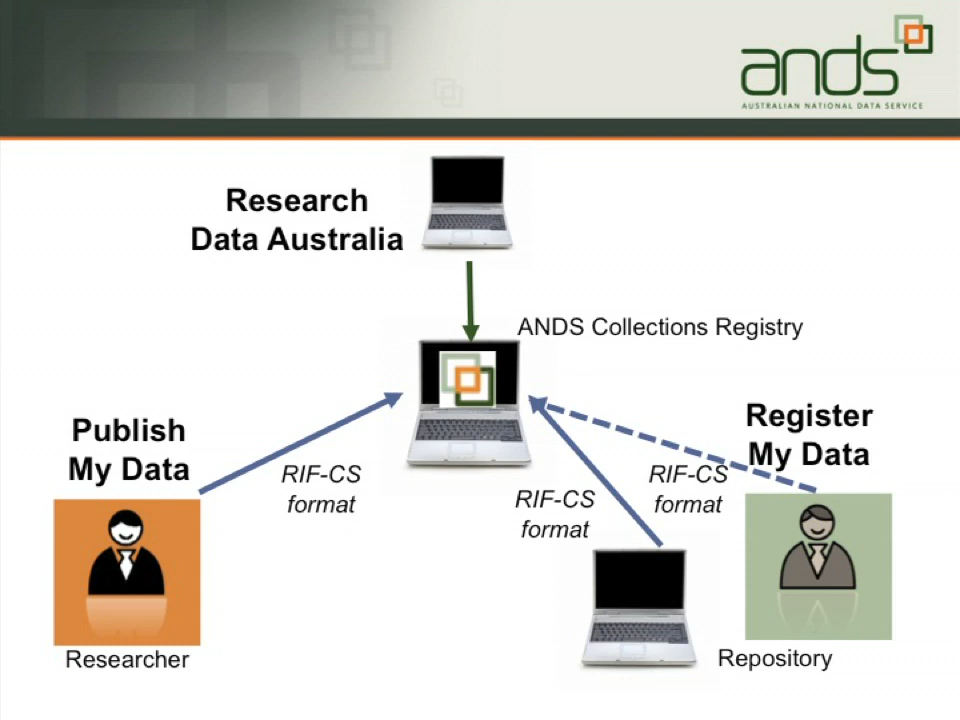 ands
AUSTRALIAN NATIONAL DATA SERVICE
Research
Data Australia
ANDS Collections Registry
Publish
My Data
Register
My Data
RIF-CS
format
RIF-CS
format
RIF-CS
format
Researcher
Repository